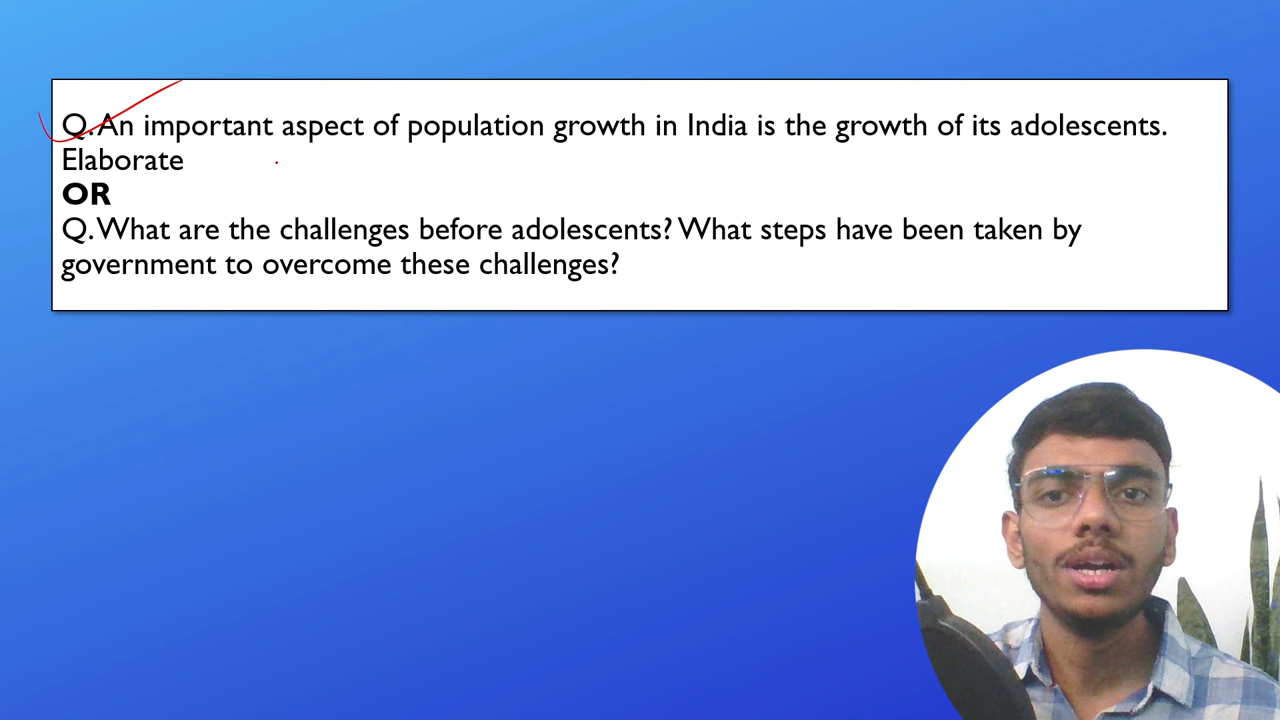 Q. An important aspect of population growth in India is the growth of its adolescents.
Elaborate
OR
Q. What are the challenges before adolescents? What steps have been taken by
government to overcome these challenges?